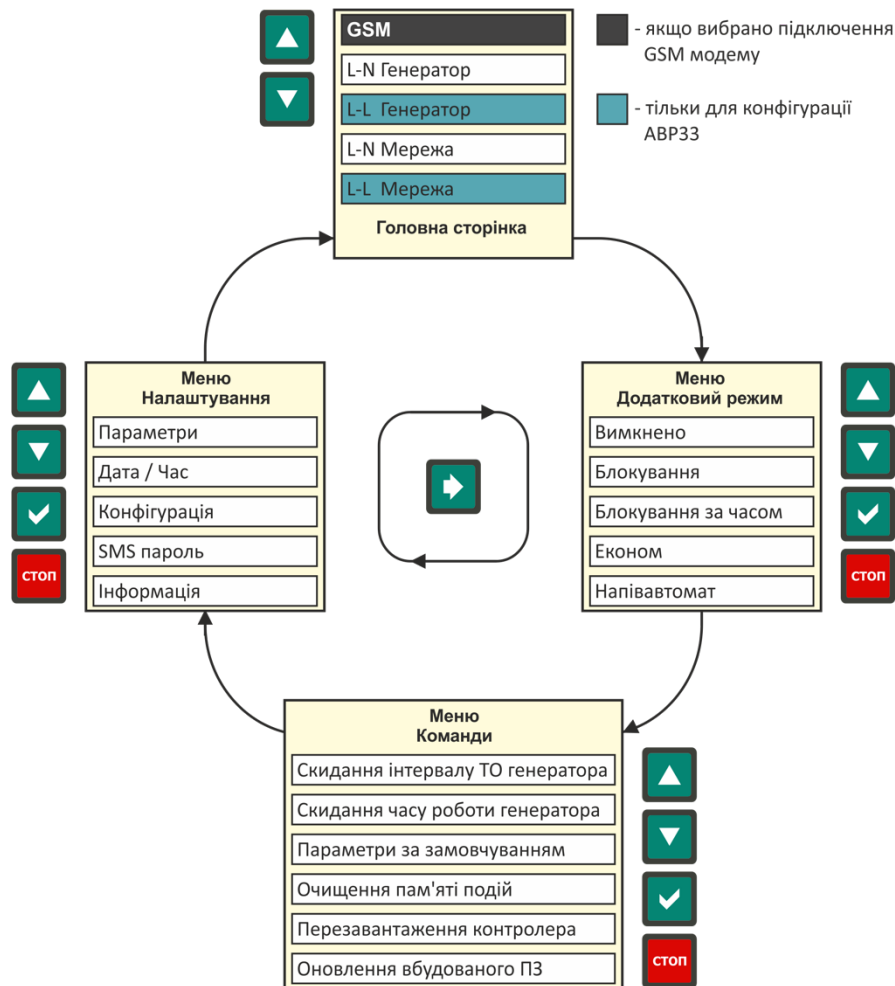 GSM
L-N Генератор
L-L Генератор
L-N Мережа
L-L Мережа
Головна сторінка
- якщо вибрано підключення
GSM модему
- тільки для конфігурації
АВР33
Меню
Налаштування
Параметри
Дата / Час
Конфігурація
SMS пароль
Інформація
СТОП
Меню
Додатковий режим
Вимкнено
Блокування
Блокування за часом
Економ
Напівавтомат
СТОП
Меню
Команди
Скидання інтервалу ТО генератора
Скидання часу роботи генератора
Параметри за замовчуванням
Очищення пам'яті подій
Перезавантаження контролера
Оновлення вбудованого ПЗ
СТОП